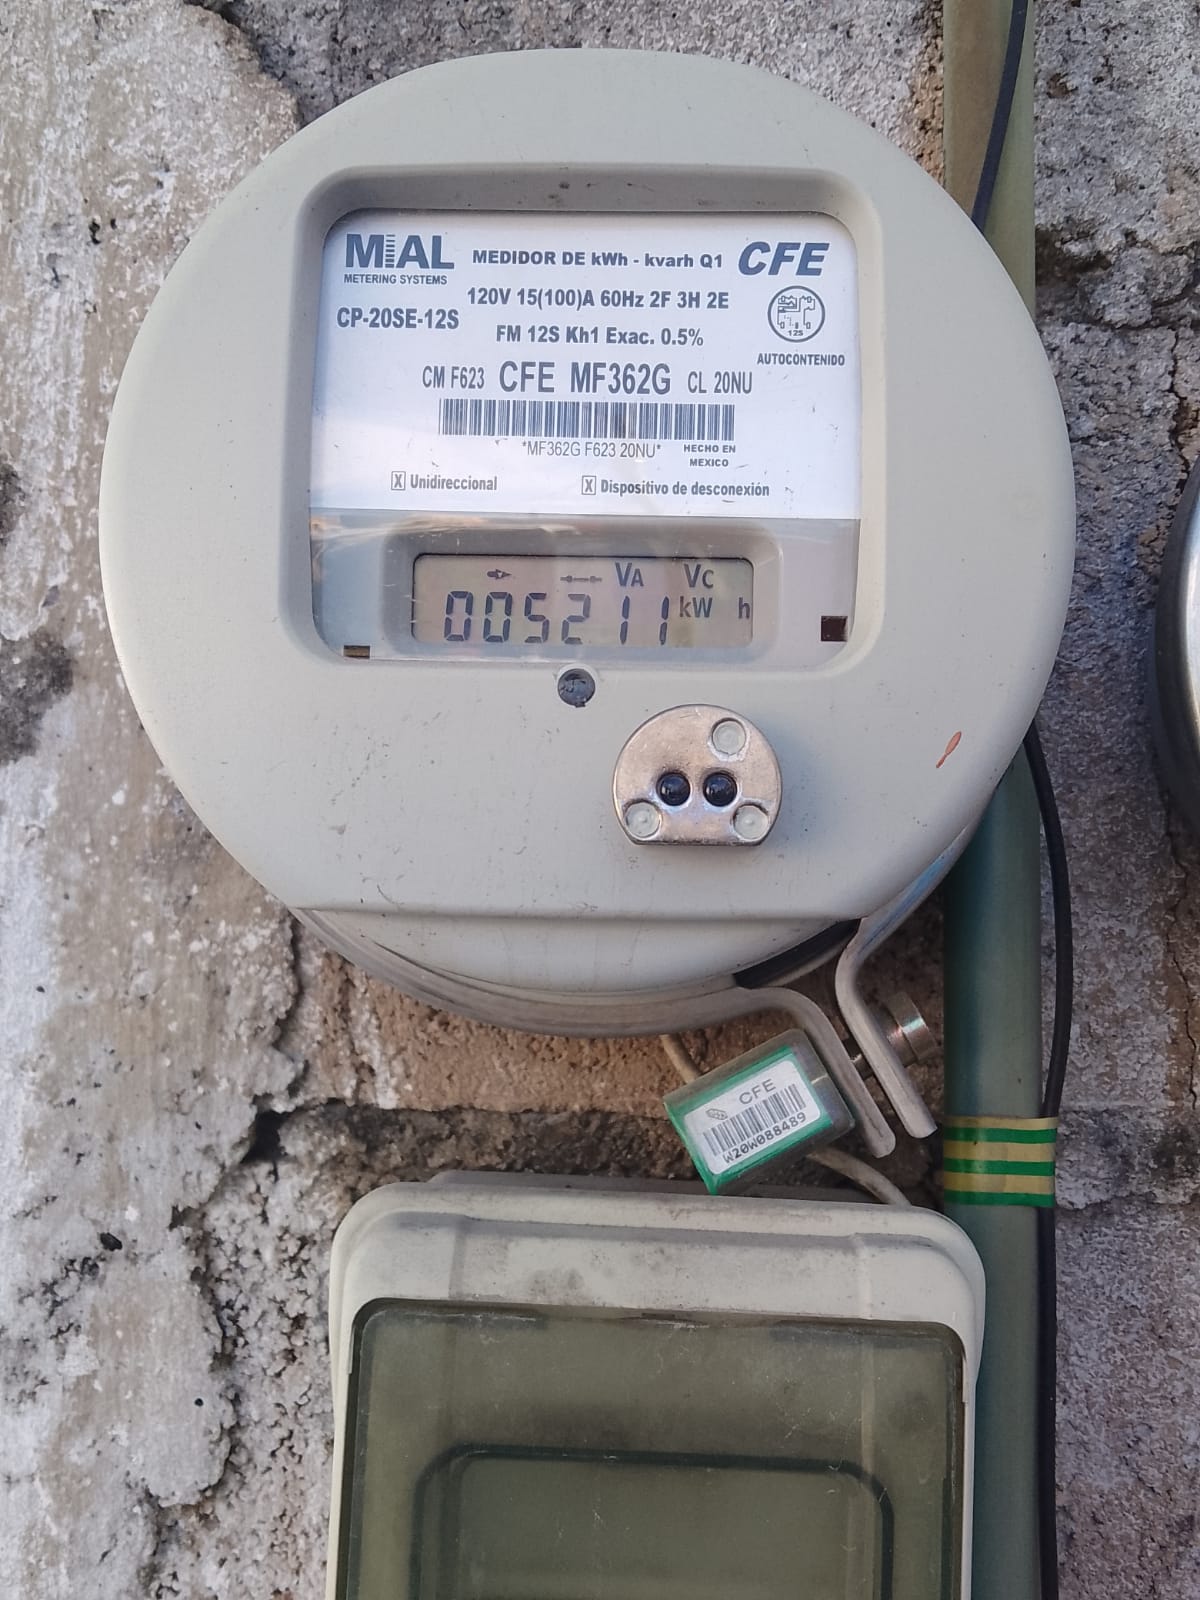 MIAL
METERING SYSTEMS
MEDIDOR DE kWh - kvarh Q1
CFE
120V 15(100)A 60Hz 2F 3H 2E
CP-20SE-12S
FM 12S Kh1 Exac. 0.5%
12S
AUTOCONTENIDO
CM F623 CFE MF362G CL 20NU
*MF362G F623 20NU*
HECHO EN
MEXICO
X Unidireccional
X Dispositivo de desconexión
VA VC
005211 kW h
CFE
W20W088489